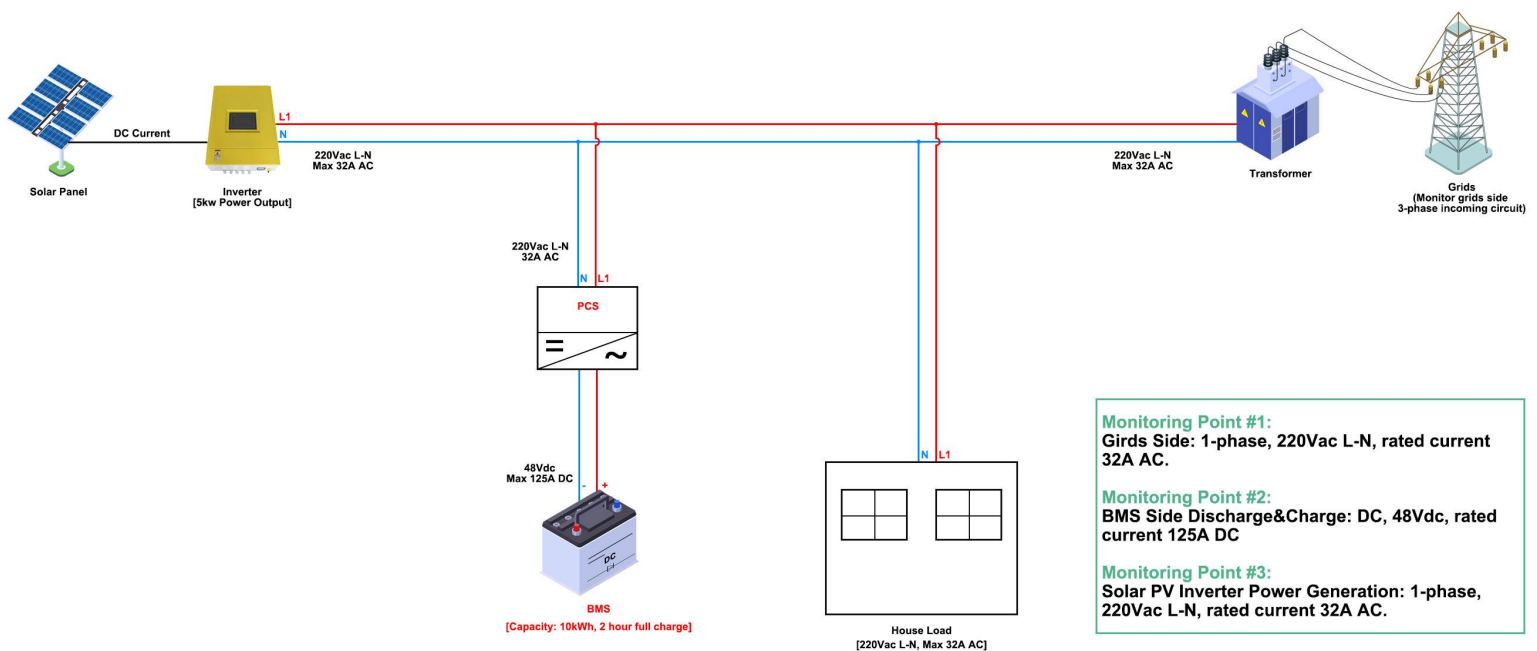 DC Current
Solar Panel
L1
N
Inverter
[5kw Power Output]
220Vac L-N
Max 32A AC
220Vac L-N
Max 32A AC
Transformer
Grids
(Monitor grids side
3-phase incoming circuit)
220Vac L-N
32A AC
N L1
PCS
=
~
48Vdc
Max 125A DC
- +
DC
BMS
[Capacity: 10kWh, 2 hour full charge]
N L1
House Load
[220Vac L-N, Max 32A AC]
Monitoring Point #1:
Girds Side: 1-phase, 220Vac L-N, rated current
32A AC.
Monitoring Point #2:
BMS Side Discharge&Charge: DC, 48Vdc, rated
current 125A DC
Monitoring Point #3:
Solar PV Inverter Power Generation: 1-phase,
220Vac L-N, rated current 32A AC.